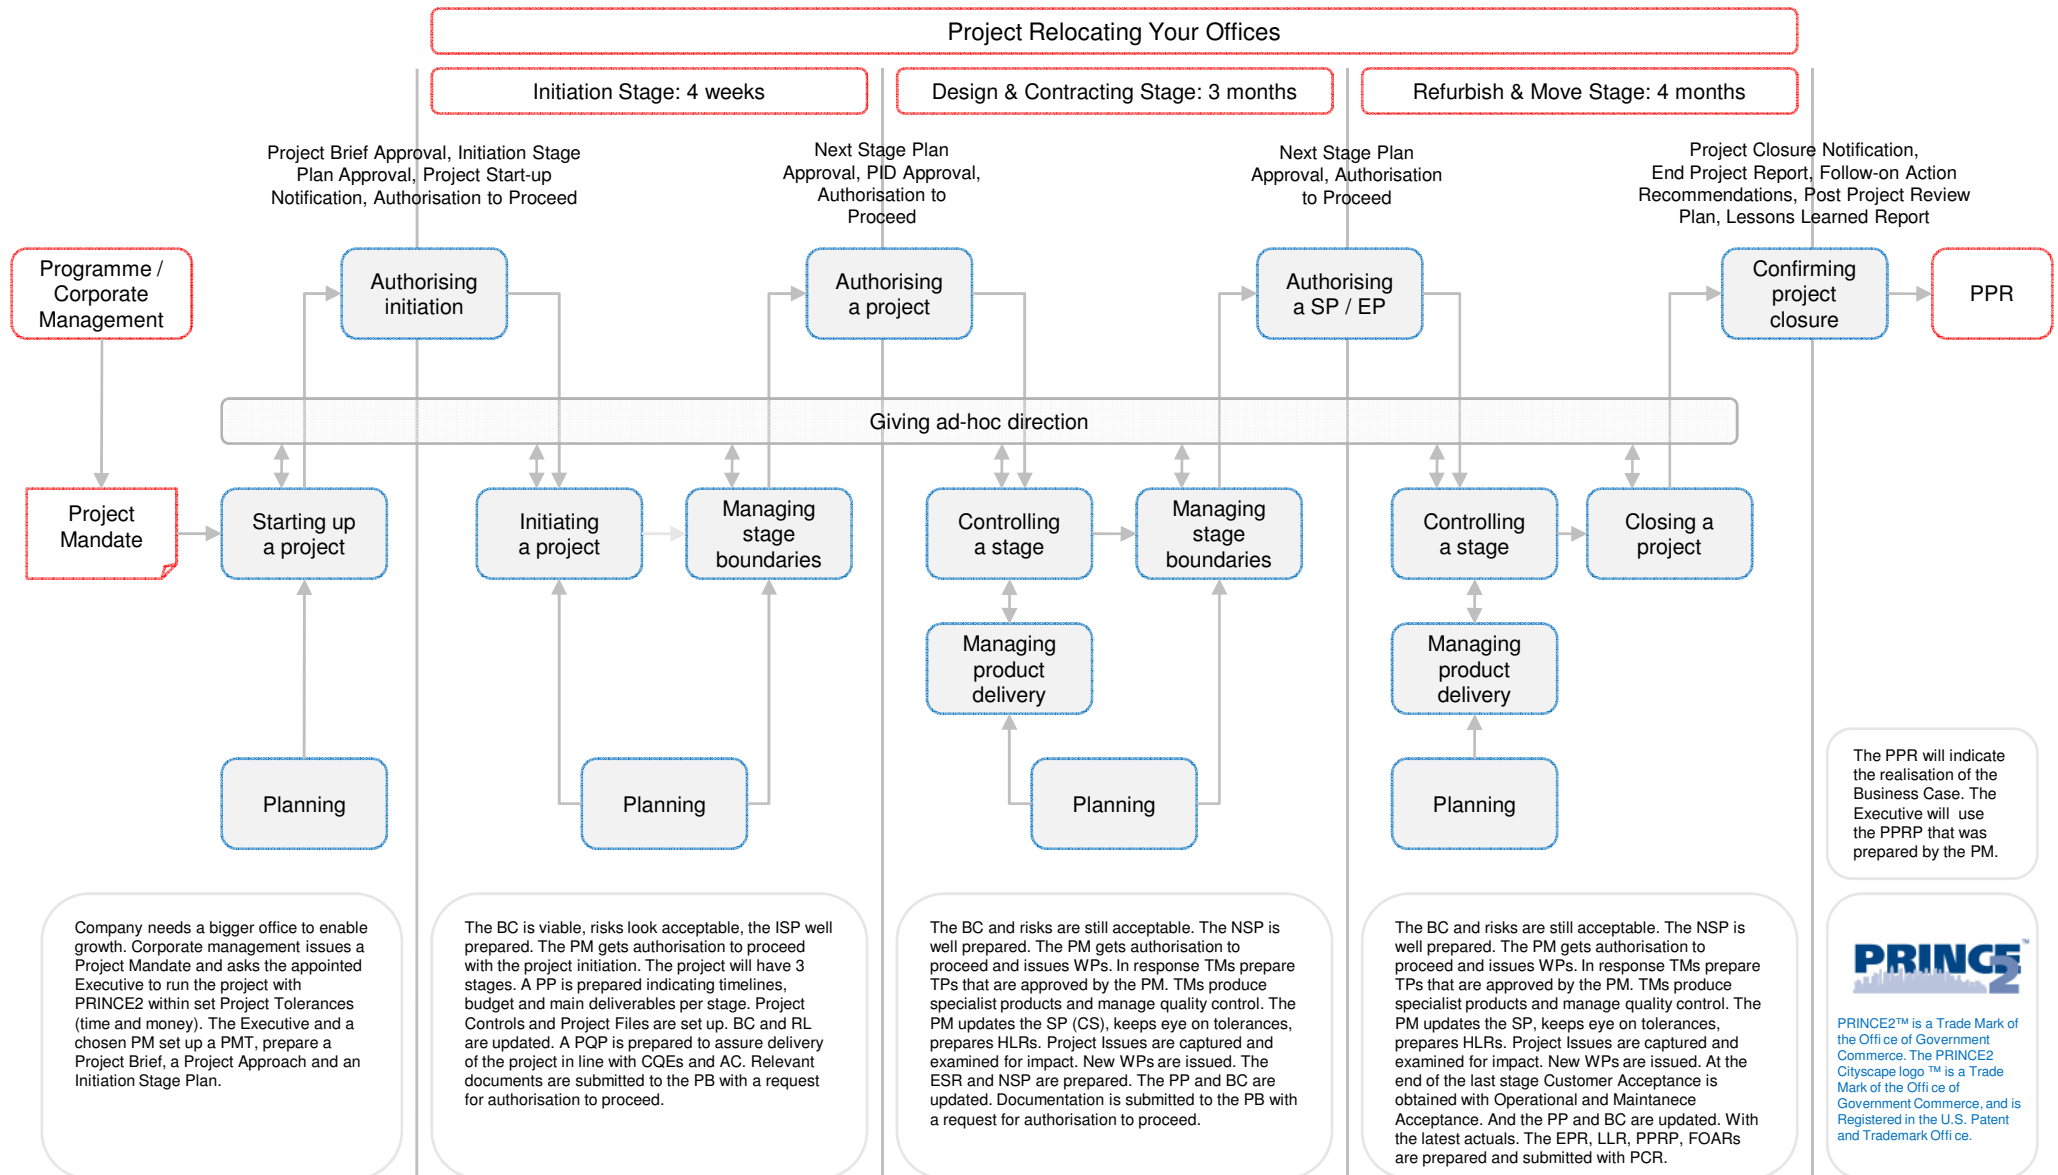 Project Relocating Your Offices
Initiation Stage: 4 weeks
Design & Contracting Stage: 3 months
Refurbish & Move Stage: 4 months
Project Brief Approval, Initiation Stage
Plan Approval, Project Start-up
Notification, Authorisation to Proceed
Next Stage Plan
Approval, PID Approval,
Authorisation to
Proceed
Next Stage Plan
Approval, Authorisation
to Proceed
Project Closure Notification,
End Project Report, Follow-on Action
Recommendations, Post Project Review
Plan, Lessons Learned Report
Programme /
Corporate
Management
Authorising
initiation
Authorising
a project
Authorising
a SP / EP
Confirming
project
closure
PPR
Giving ad-hoc direction
Project
Mandate
Starting up
a project
Initiating
a project
Managing
stage
boundaries
Controlling
a stage
Managing
stage
boundaries
Controlling
a stage
Closing a
project
Managing
product
delivery
Managing
product
delivery
Planning
Planning
Planning
Planning
The PPR will indicate
the realisation of the
Business Case. The
Executive will use
the PPRP that was
prepared by the PM.
Company needs a bigger office to enable
growth. Corporate management issues a
Project Mandate and asks the appointed
Executive to run the project with
PRINCE2 within set Project Tolerances
(time and money). The Executive and a
chosen PM set up a PMT, prepare a
Project Brief, a Project Approach and an
Initiation Stage Plan.
The BC is viable, risks look acceptable, the ISP well
prepared. The PM gets authorisation to proceed
with the project initiation. The project will have 3
stages. A PP is prepared indicating timelines,
budget and main deliverables per stage. Project
Controls and Project Files are set up. BC and RL
are updated. A PQP is prepared to assure delivery
of the project in line with CQEs and AC. Relevant
documents are submitted to the PB with a request
for authorisation to proceed.
The BC and risks are still acceptable. The NSP is
well prepared. The PM gets authorisation to
proceed and issues WPs. In response TMs prepare
TPs that are approved by the PM. TMs produce
specialist products and manage quality control. The
PM updates the SP (CS), keeps eye on tolerances,
prepares HLRs. Project Issues are captured and
examined for impact. New WPs are issued. The
ESR and NSP are prepared. The PP and BC are
updated. Documentation is submitted to the PB with
a request for authorisation to proceed.
The BC and risks are still acceptable. The NSP is
well prepared. The PM gets authorisation to
proceed and issues WPs. In response TMs prepare
TPs that are approved by the PM. TMs produce
specialist products and manage quality control. The
PM updates the SP, keeps eye on tolerances,
prepares HLRs. Project Issues are captured and
examined for impact. New WPs are issued. At the
end of the last stage Customer Acceptance is
obtained with Operational and Maintanece
Acceptance. And the PP and BC are updated. With
the latest actuals. The EPR, LLR, PPRP, FOARs
are prepared and submitted with PCR.
PRINCE2™
PRINCE2™ is a Trade Mark of
the Office of Government
Commerce. The PRINCE2
Cityscape logo ™ is a Trade
Mark of the Office of
Government Commerce, and is
Registered in the U.S. Patent
and Trademark Office.